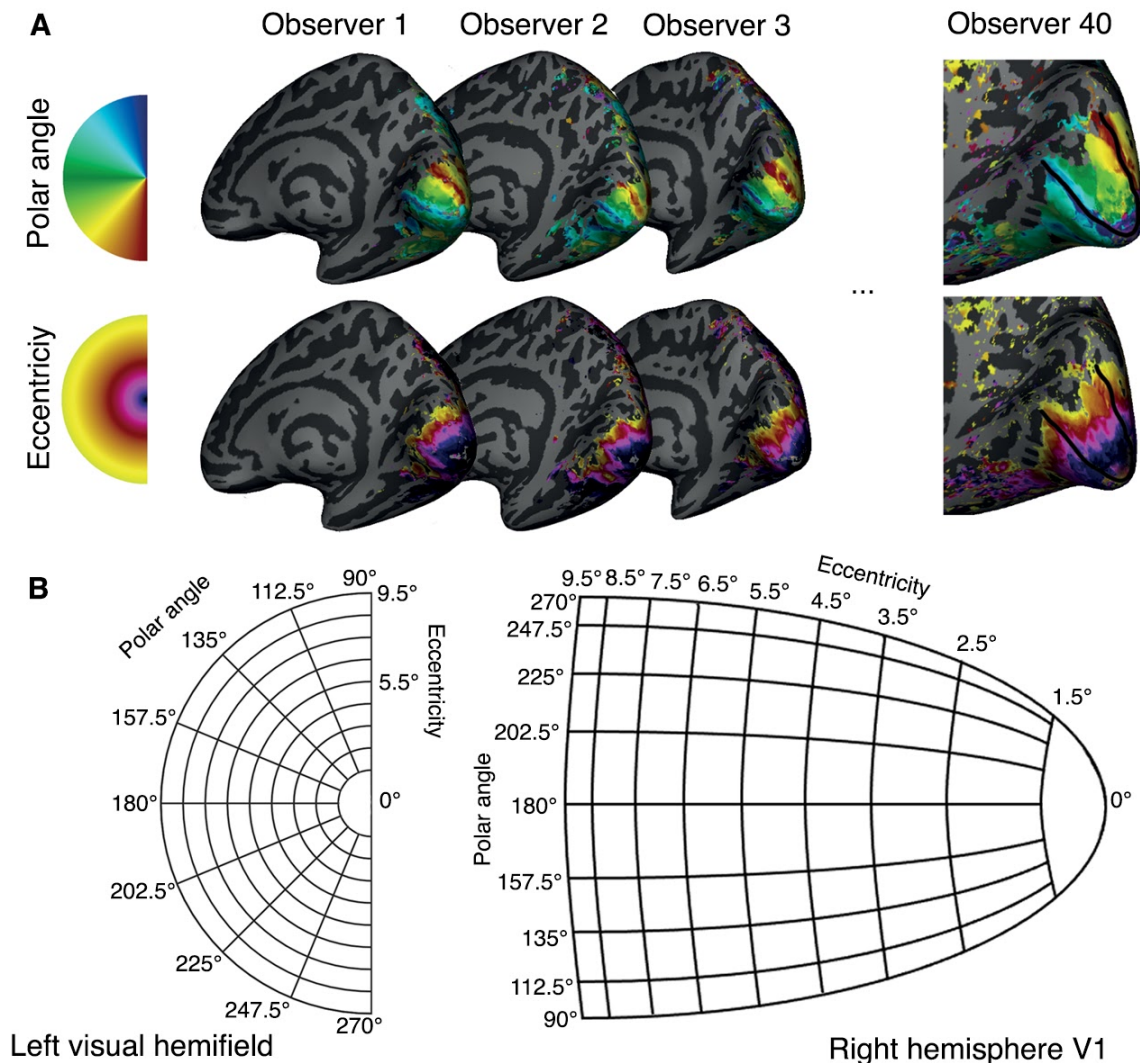 A
Observer 1
Observer 2
Observer 3
Observer 40
Polar angle
...
Eccentriciy
B
Polar angle
90°
112.5°
135°
157.5°
180°
202.5°
225°
247.5°
270°
9.5°
5.5°
0°
Eccentricity
Left visual hemifield
Eccentricity
9.5° 8.5° 7.5° 6.5° 5.5° 4.5° 3.5° 2.5° 1.5°
0°
270°
247.5°
225°
202.5°
180°
157.5°
135°
112.5°
90°
Polar angle
Right hemisphere V1